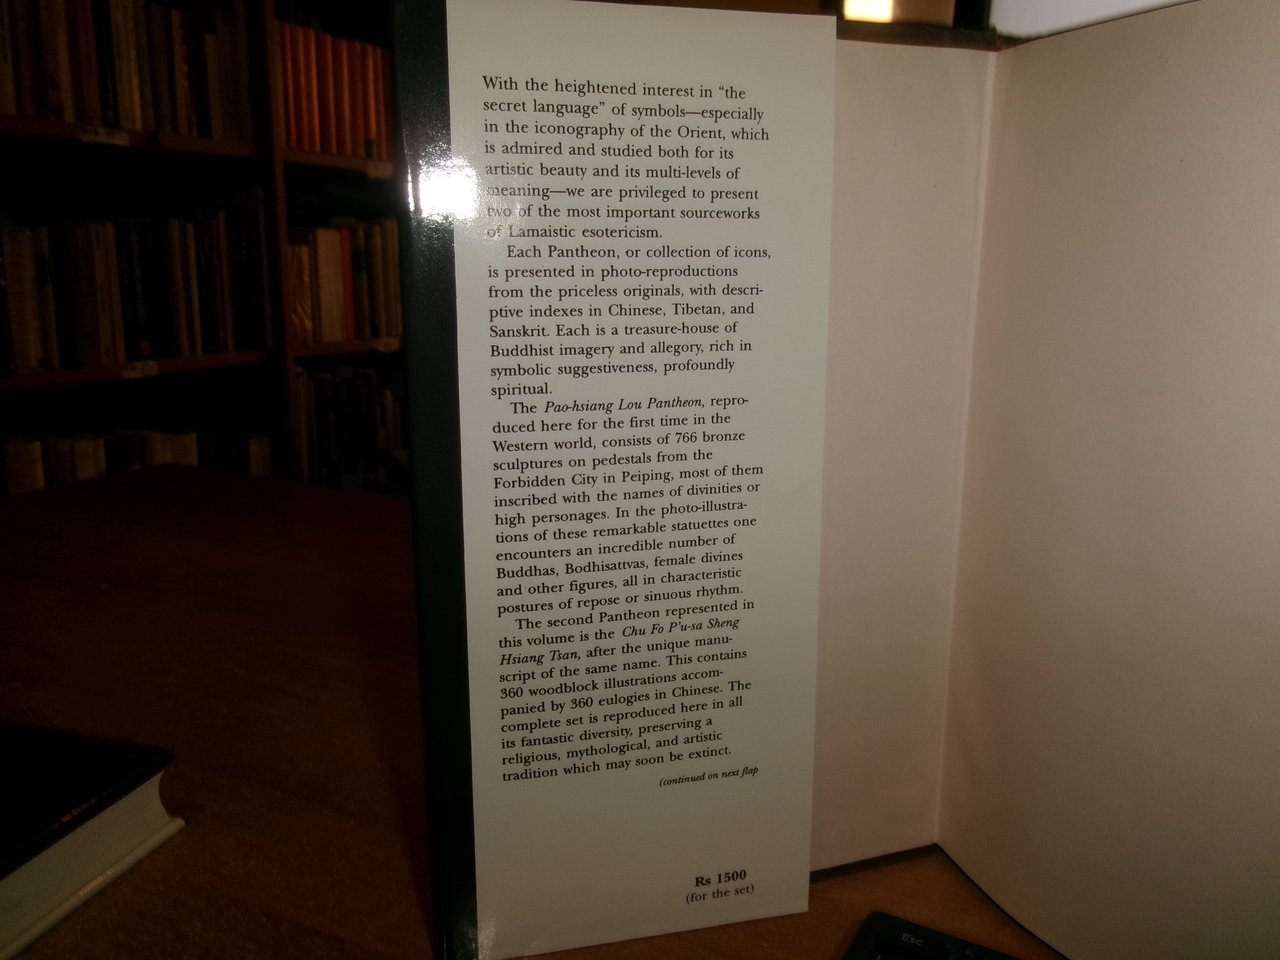 With the heightened interest in “the
secret language” of symbols—especially
in the iconography of the Orient, which
is admired and studied both for its
artistic beauty and its multi-levels of
meaning—we are privileged to present
two of the most important sourceworks
of Lamaistic esotericism.
Each Pantheon, or collection of icons,
is presented in photo-reproductions
from the priceless originals, with descri-
ptive indexes in Chinese, Tibetan, and
Sanskrit. Each is a treasure-house of
Buddhist imagery and allegory, rich in
symbolic suggestiveness, profoundly
spiritual.
The Pao-hsiang Lou Pantheon, repro-
duced here for the first time in the
Western world, consists of 766 bronze
sculptures on pedestals from the
Forbidden City in Peiping, most of them
inscribed with the names of divinities or
high personages. In the photo-illustra-
tions of these remarkable statuettes one
encounters an incredible number of
Buddhas, Bodhisattvas, female divines
and other figures, all in characteristic
postures of repose or sinuous rhythm.
The second Pantheon represented in
this volume is the Chu Fo P'u-sa Sheng
Hsiang Tsan, after the unique manu-
script of the same name. This contains
360 woodblock illustrations accom-
panied by 360 eulogies in Chinese. The
complete set is reproduced here in all
its fantastic diversity, preserving a
religious, mythological, and artistic
tradition which may soon be extinct.
(continued on next flap
Rs 1500
(for the set)
Esc